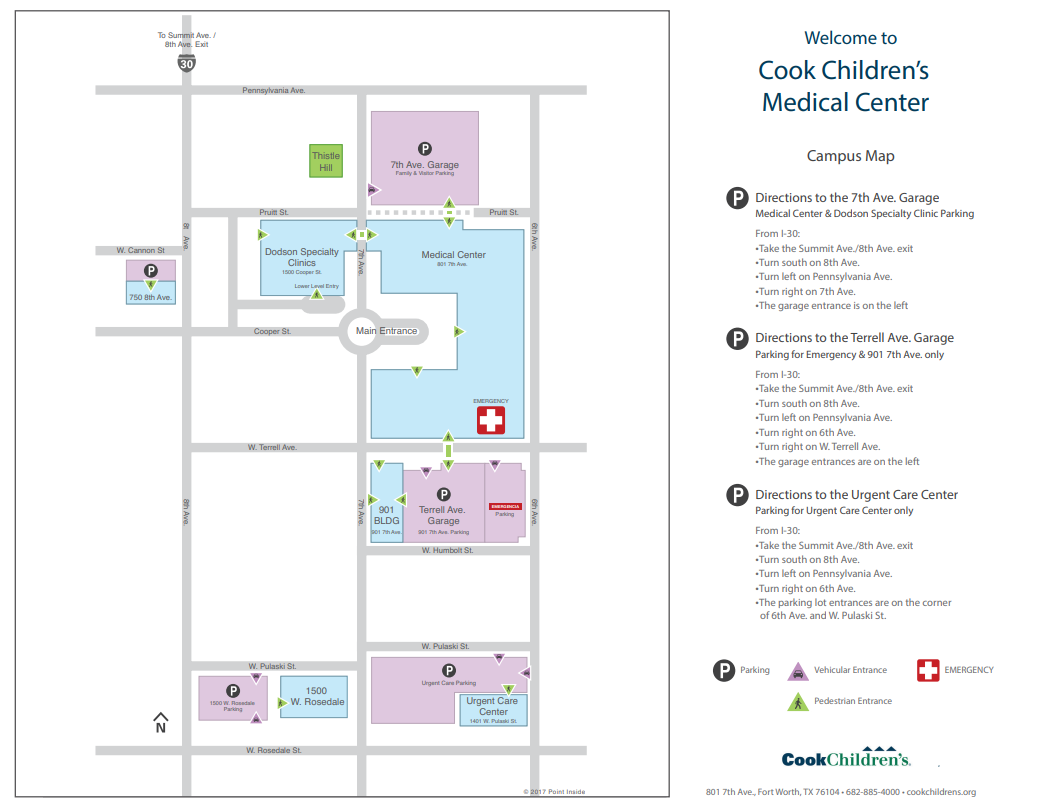 To Summit Ave. /
8th Ave. Exit
30
Pennsylvania Ave.
Thistle
Hill
P
7th Ave. Garage
Family & Visitor Parking
Pruitt St.
Pruitt St.
8t Ave.
7th Ave.
6th Ave.
W. Cannon St
P
750 8th Ave.
Dodson Specialty
Clinics
1500 Cooper St.
Lower Level Entry
Medical Center
801 7th Ave.
Cooper St.
Main Entrance
EMERGENCY
W. Terrell Ave.
8th Ave.
7th Ave.
6th Ave.
901
BLDG
801 7th Ave.
P
Terrell Ave.
Garage
901 7th Ave. Parking
EMERGENCIA
Parking
W. Humbolt St.
W. Pulaski St.
W. Pulaski St.
P
1500 W. Rosedale
Parking
1500
W. Rosedale
P
Urgent Care Parking
Urgent Care
Center
1401 W. Pulaski St.
N
W. Rosedale St.
© 2017 Point Inside
Welcome to
Cook Children's
Medical Center
Campus Map
P Directions to the 7th Ave. Garage
Medical Center & Dodson Specialty Clinic Parking
From I-30:
•Take the Summit Ave./8th Ave. exit
•Turn south on 8th Ave.
•Turn left on Pennsylvania Ave.
•Turn right on 7th Ave.
•The garage entrance is on the left
P Directions to the Terrell Ave. Garage
Parking for Emergency & 901 7th Ave. only
From I-30:
•Take the Summit Ave./8th Ave. exit
•Turn south on 8th Ave.
•Turn left on Pennsylvania Ave.
•Turn right on 6th Ave.
•Turn right on W. Terrell Ave.
•The garage entrances are on the left
P Directions to the Urgent Care Center
Parking for Urgent Care Center only
From I-30:
•Take the Summit Ave./8th Ave. exit
•Turn south on 8th Ave.
•Turn left on Pennsylvania Ave.
•Turn right on 6th Ave.
•The parking lot entrances are on the corner
of 6th Ave. and W. Pulaski St.
P Parking
Vehicular Entrance
EMERGENCY
Pedestrian Entrance
CookChildren's.
801 7th Ave., Fort Worth, TX 76104 • 682-885-4000 • cookchildrens.org